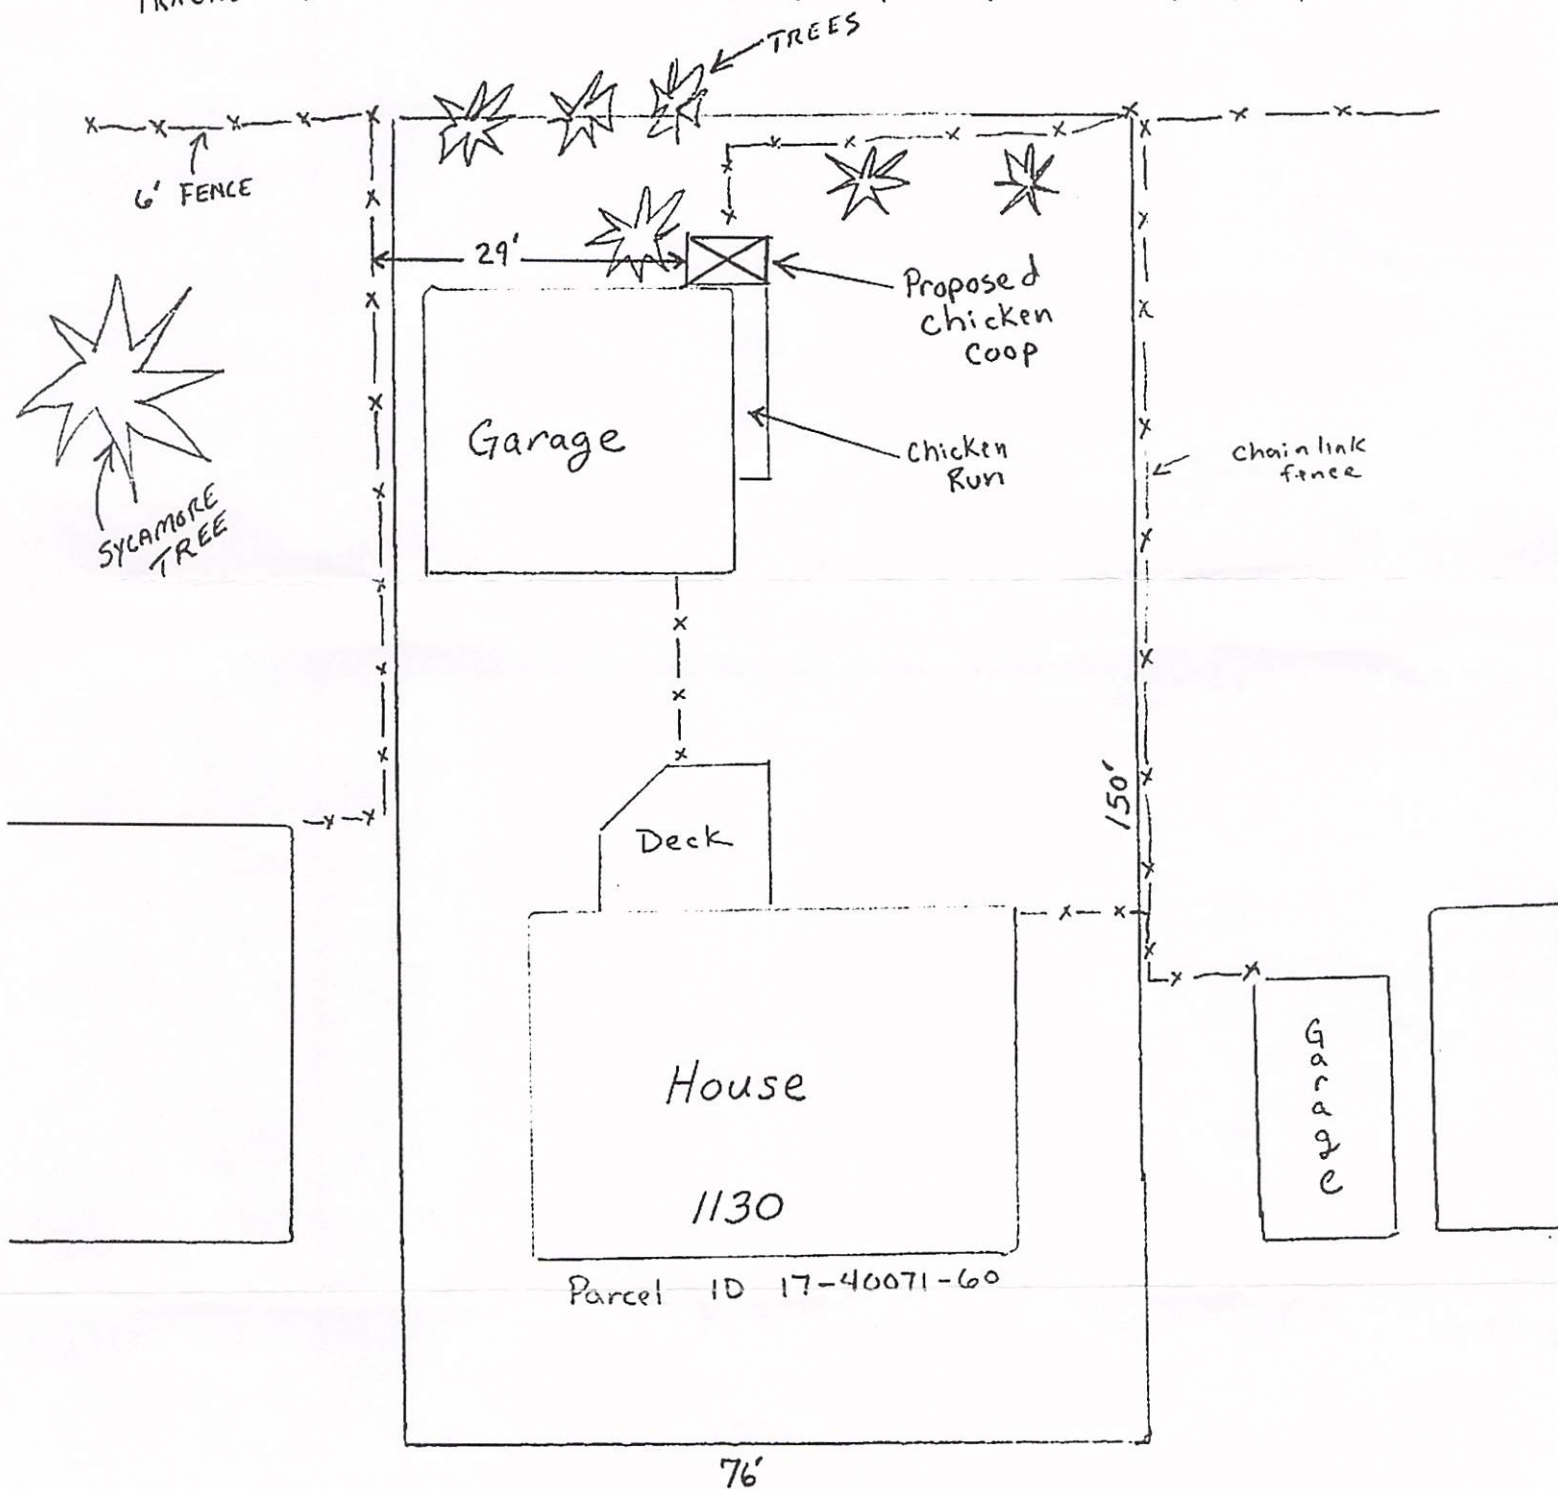 TREES
6' FENCE
29'
Proposed
Chicken
Coop
Garage
Chicken
Run
Chain link
fence
SYCAMORE
TREE
150'
Deck
House
Garage
1130
Parcel ID 17-40071-60
76'